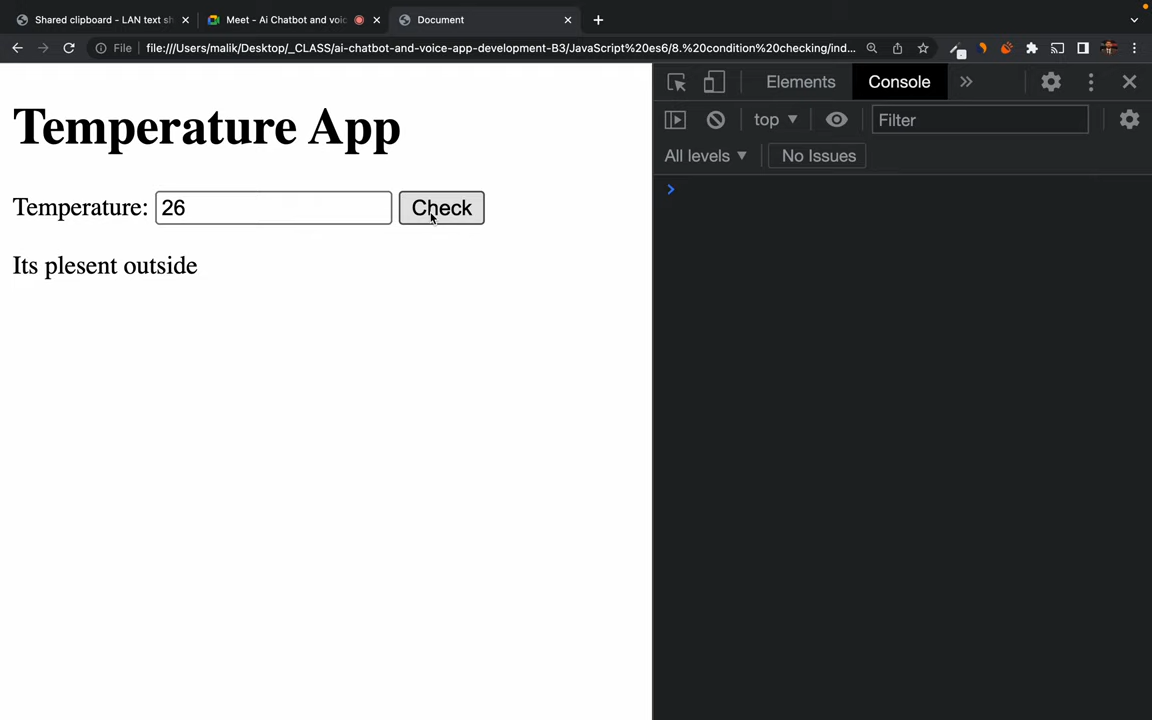 Shared clipboard - LAN text sh
Meet - Ai Chatbot and voic
Document
File
file:///Users/malik/Desktop/_CLASS/ai-chatbot-and-voice-app-development-B3/JavaScript%20es6/8.%20condition%20checking/ind...
Temperature App
Temperature: 26 Check
Its plesent outside
Elements Console
top Filter
All levels No Issues